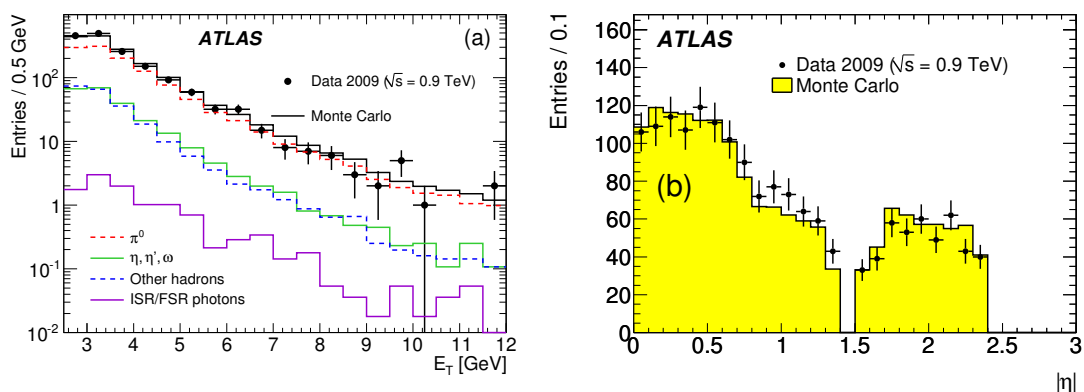 Entries / 0.5 GeV
10²
10
1
10⁻¹
10⁻²
ATLAS
(a)
Data 2009 (√s = 0.9 TeV)
Monte Carlo
π⁰
η, η', ω
Other hadrons
ISR/FSR photons
3 4 5 6 7 8 9 10 11 12
E_T [GeV]
Entries / 0.1
160
140
120
100
80
60
40
20
0
ATLAS
Data 2009 (√s = 0.9 TeV)
Monte Carlo
(b)
0 0.5 1 1.5 2 2.5 3
|η|